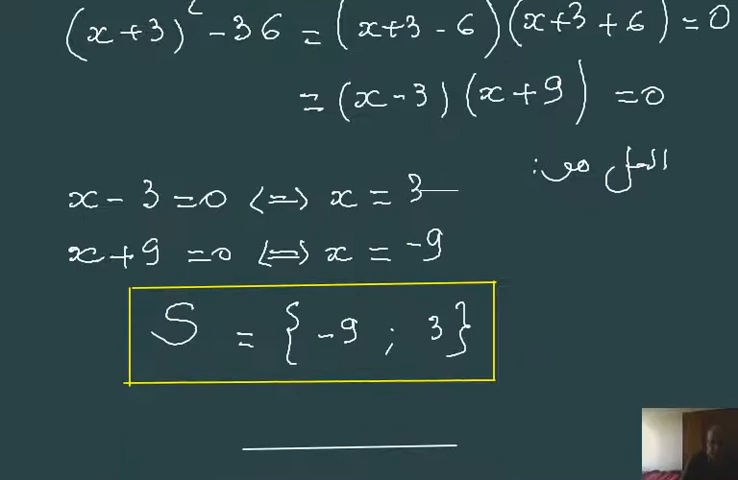 (x+3)² - 36 = (x+3-6)(x+3+6) = 0
= (x-3)(x+9) = 0
الحل هو:
x - 3 = 0 ⟺ x = 3
x + 9 = 0 ⟺ x = -9
S = {-9 ; 3}